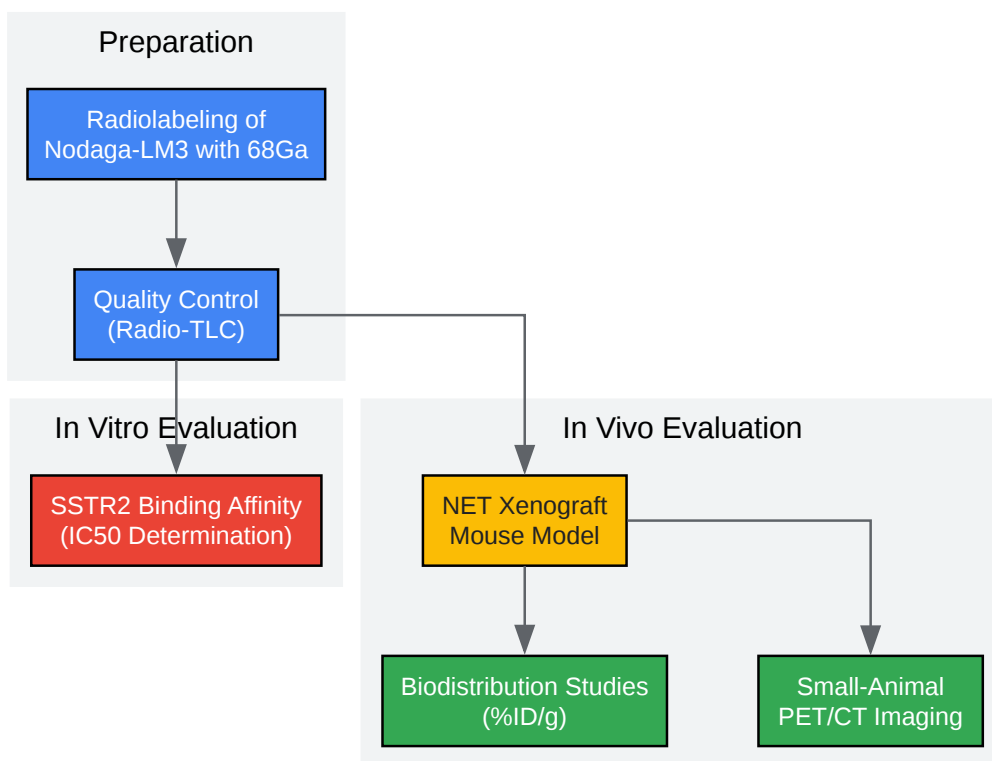 Preparation
Radiolabeling of
Nodaga-LM3 with 68Ga
Quality Control
(Radio-TLC)
In Vitro Evaluation
SSTR2 Binding Affinity
(IC50 Determination)
In Vivo Evaluation
NET Xenograft
Mouse Model
Biodistribution Studies
(%ID/g)
Small-Animal
PET/CT Imaging